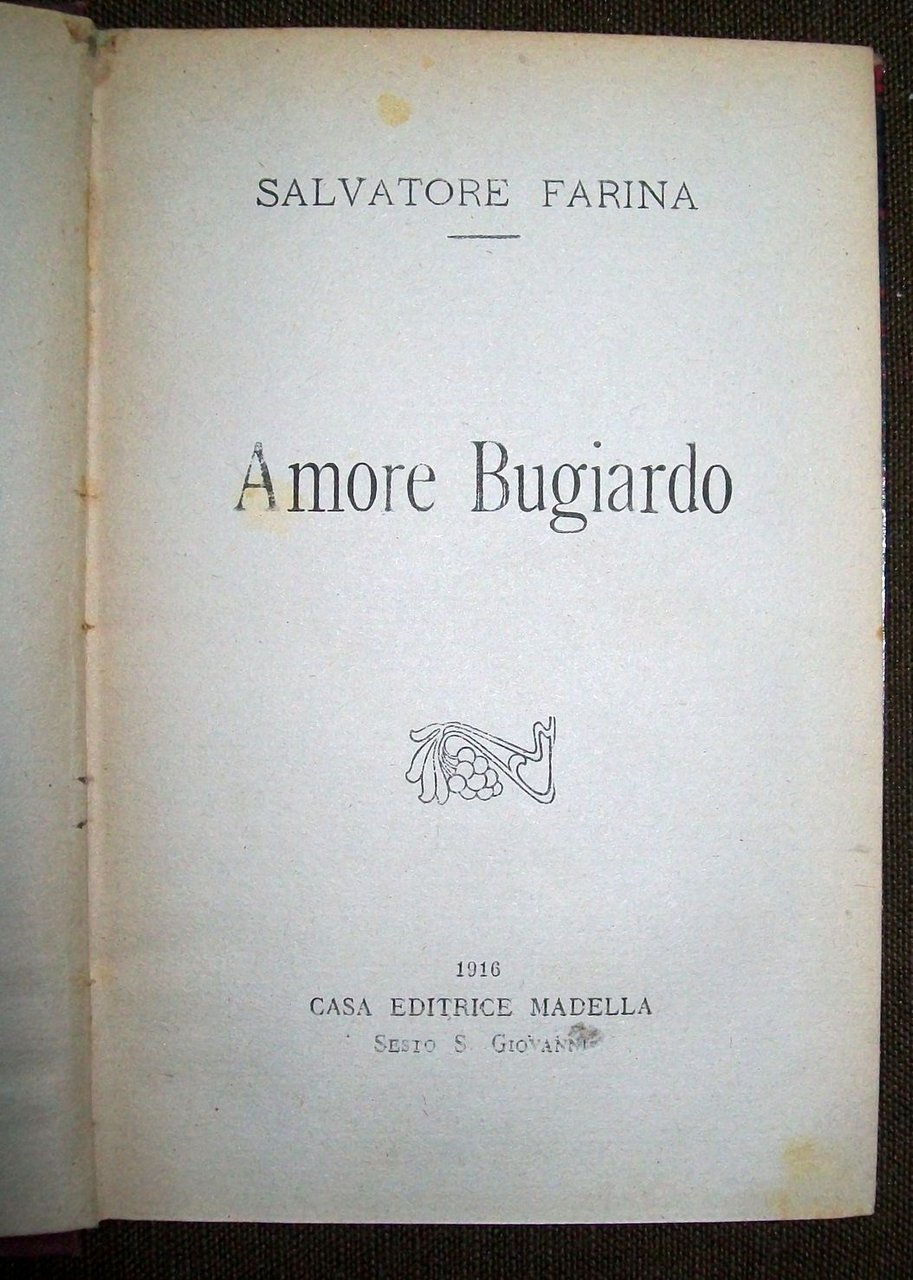 SALVATORE FARINA
Amore Bugiardo
1916
CASA EDITRICE MADELLA
SESTO S. GIOVANNI